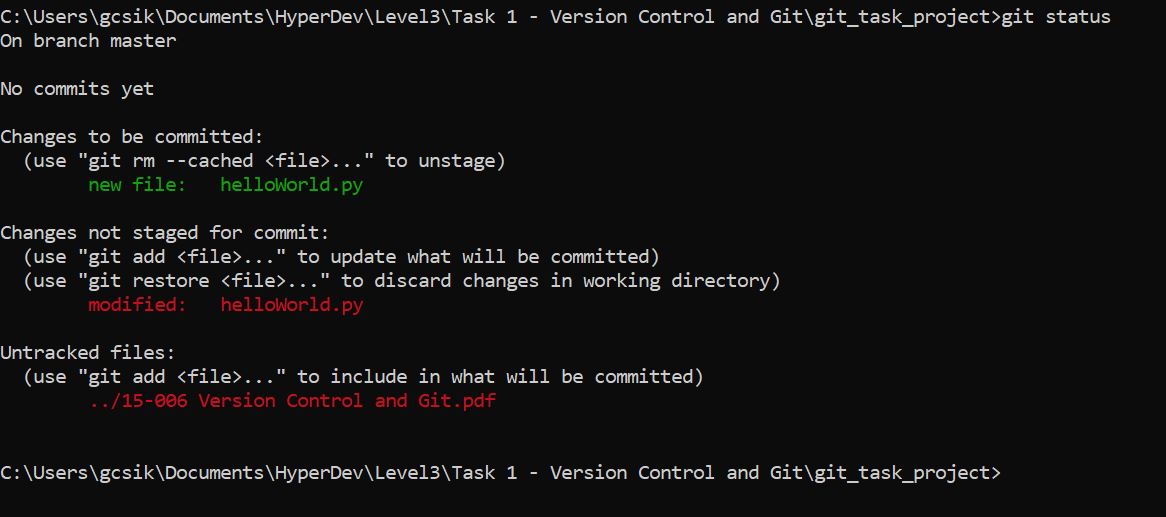 C:\Users\gcsik\Documents\HyperDev\Level3\Task 1 - Version Control and Git\git_task_project>git status
On branch master
No commits yet
Changes to be committed:
(use "git rm --cached <file>..." to unstage)
new file: helloWorld.py
Changes not staged for commit:
(use "git add <file>..." to update what will be committed)
(use "git restore <file>..." to discard changes in working directory)
modified: helloWorld.py
Untracked files:
(use "git add <file>..." to include in what will be committed)
../15-006 Version Control and Git.pdf
C:\Users\gcsik\Documents\HyperDev\Level3\Task 1 - Version Control and Git\git_task_project>